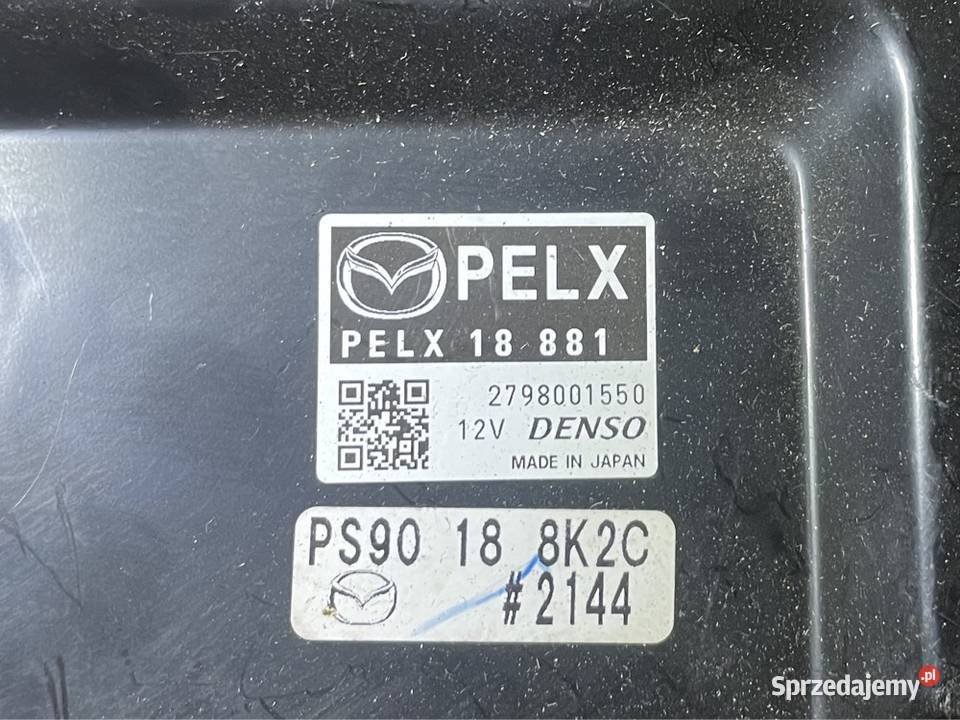 PELX
PELX 18 881
2798001550
12V DENSO
MADE IN JAPAN
PS90 18 8K2C
#2144
Sprzedajemy.pl